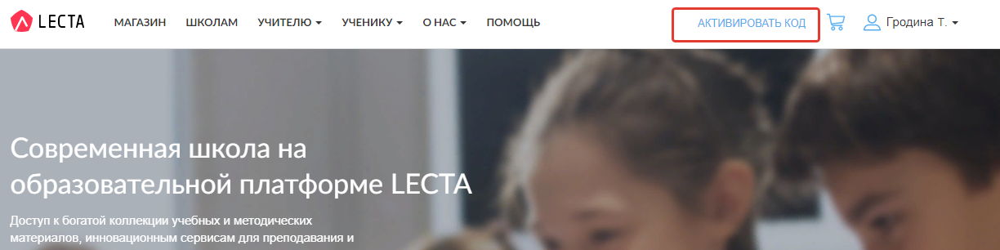 LECTA МАГАЗИН ШКОЛАМ УЧИТЕЛЮ УЧЕНИКУ О НАС ПОМОЩЬ АКТИВИРОВАТЬ КОД Гродина Т.
Современная школа на
образовательной платформе LECTA
Доступ к богатой коллекции учебных и методических
материалов, инновационным сервисам для преподавания и